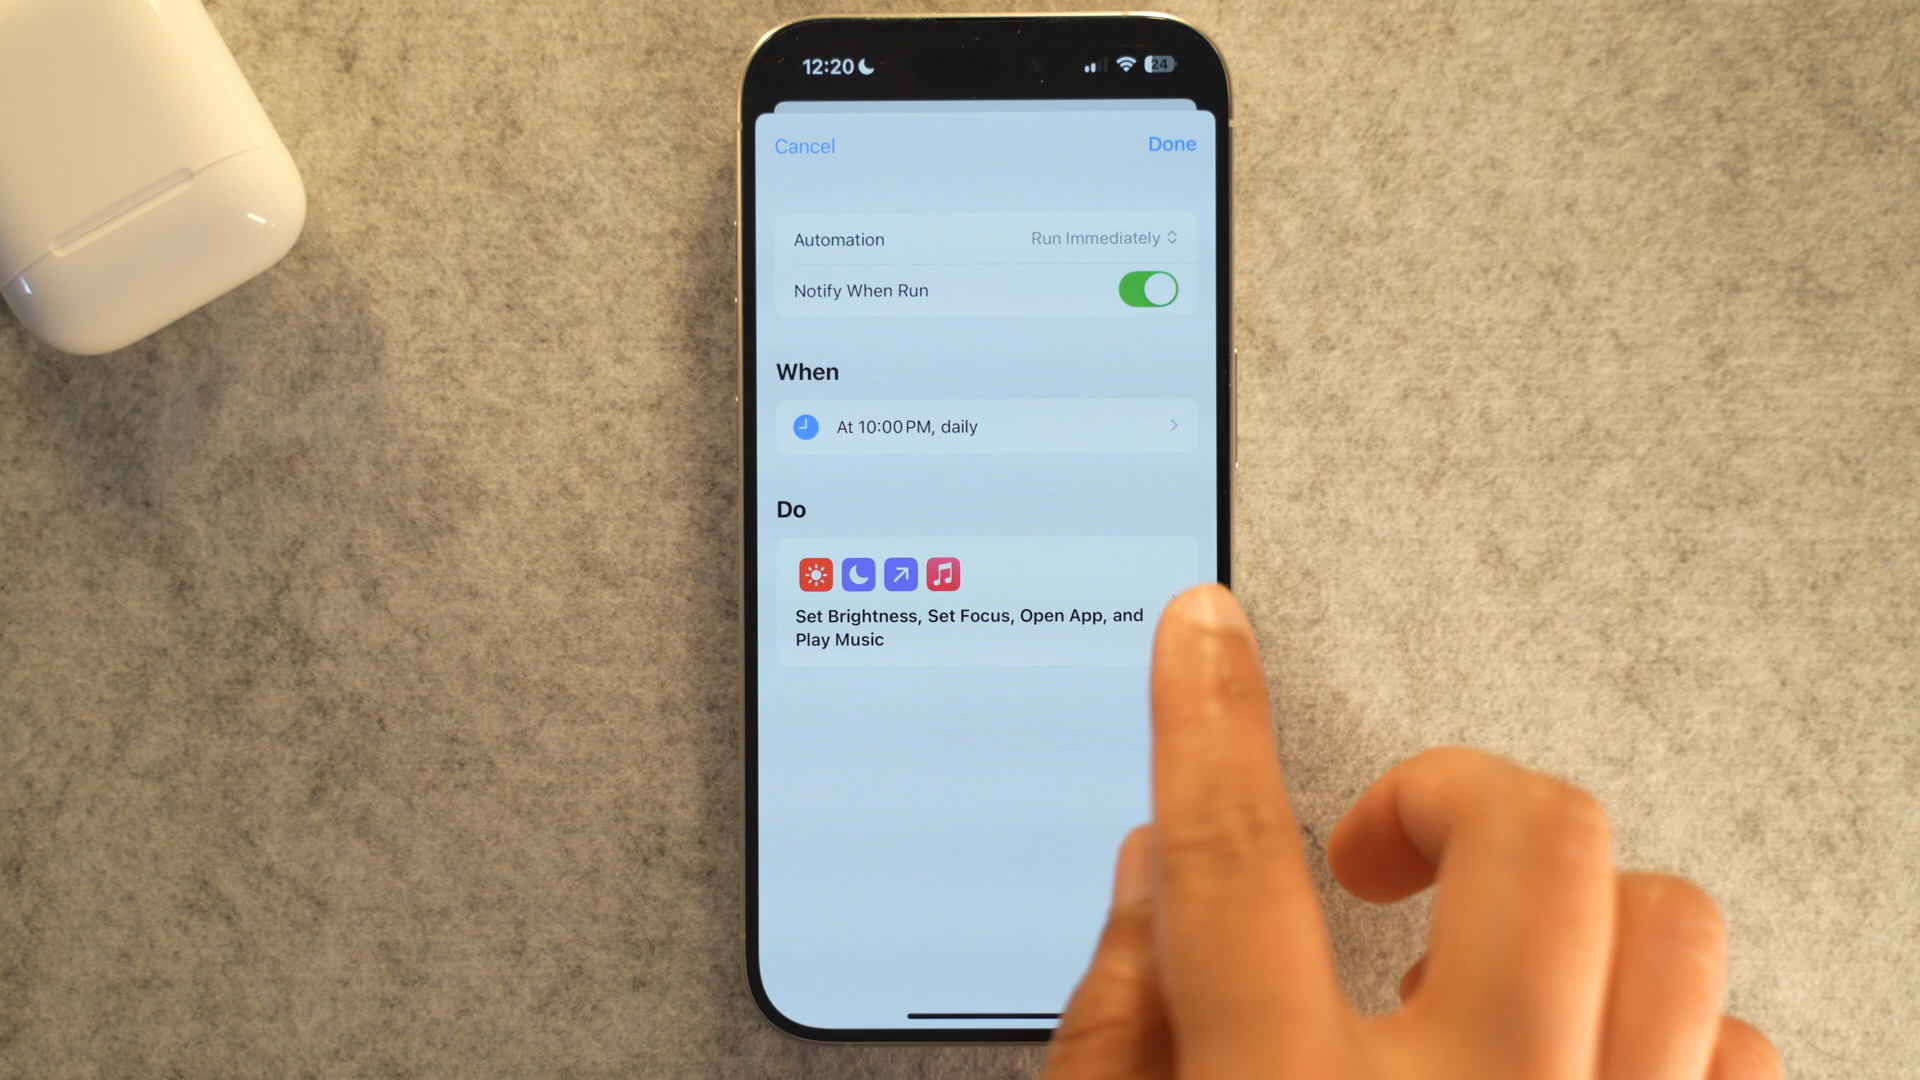 12:20
24
Cancel
Done
Automation
Run Immediately
Notify When Run
When
At 10:00 PM, daily
Do
Set Brightness, Set Focus, Open App, and
Play Music